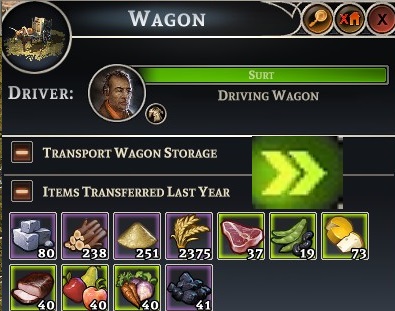 WAGON
DRIVER:
SURT
DRIVING WAGON
TRANSPORT WAGON STORAGE
ITEMS TRANSFERRED LAST YEAR
80 238 251 2375 37 19 73
40 40 40 41